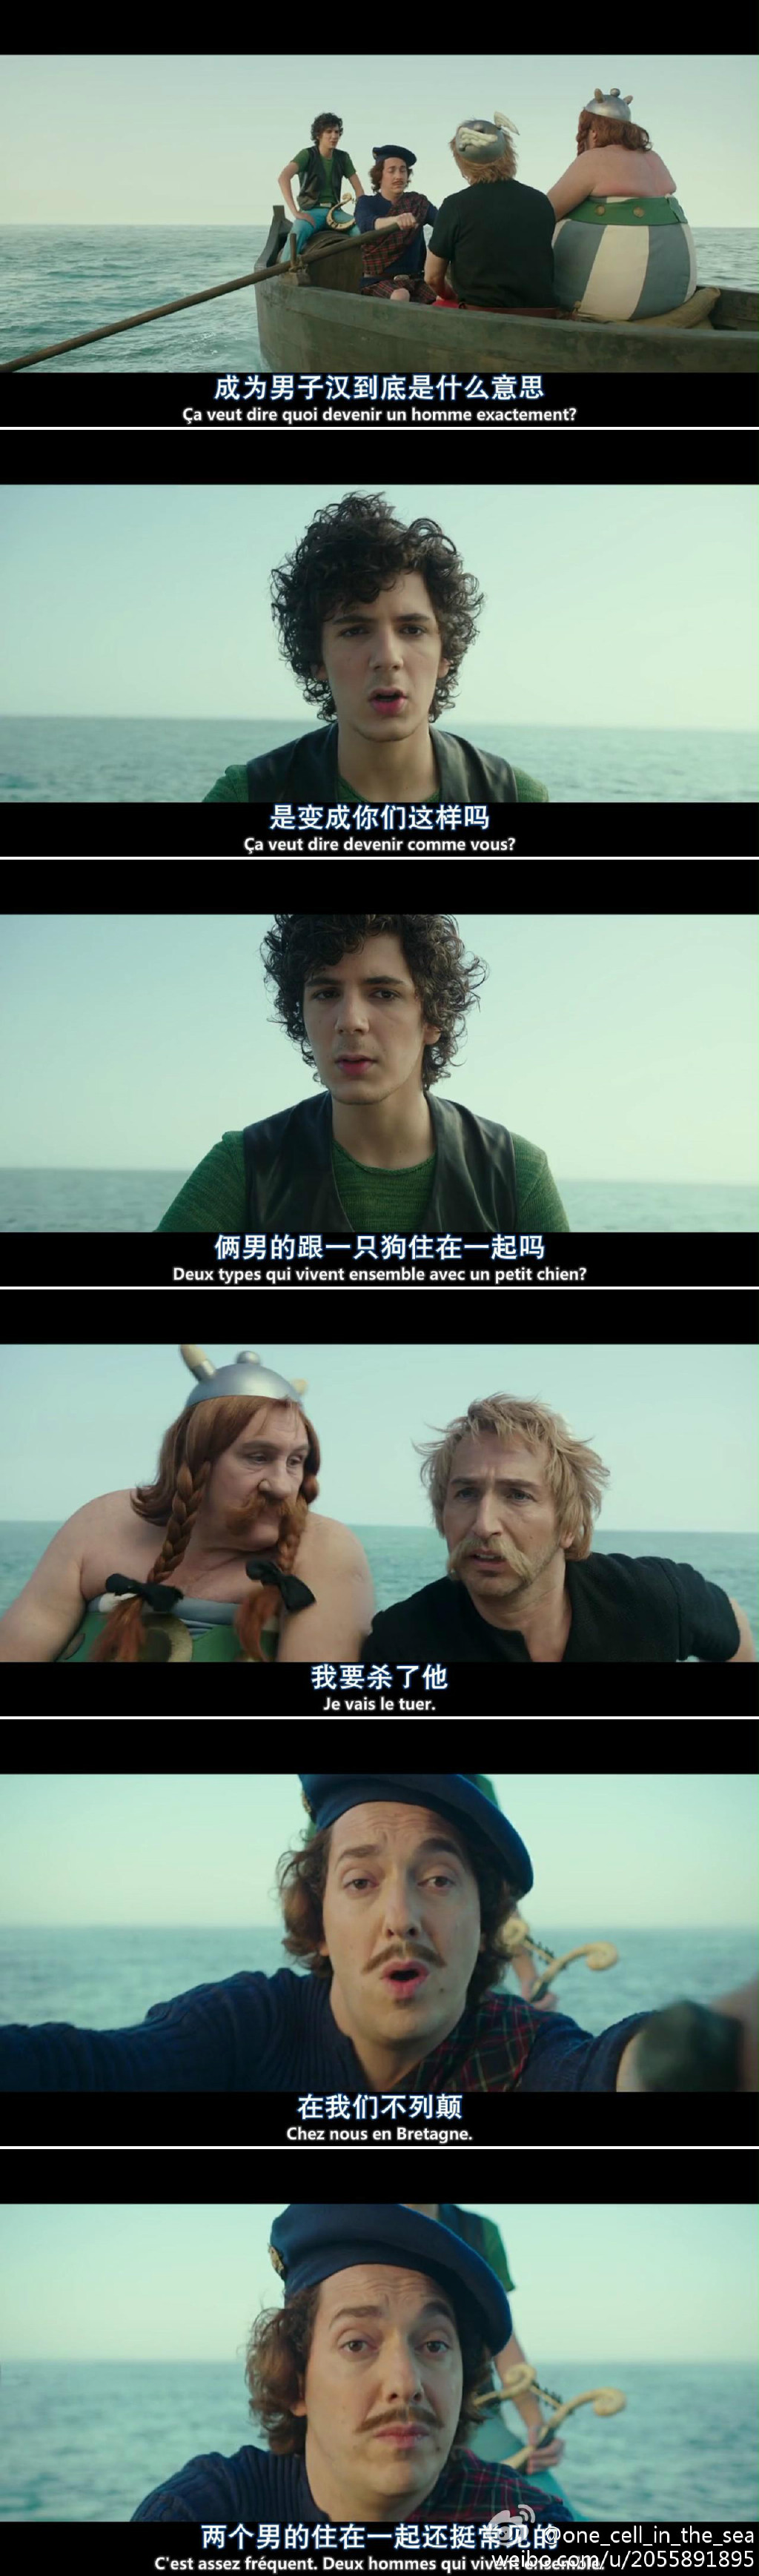 成为男子汉到底是什么意思
Ça veut dire quoi devenir un homme exactement?
是变成你们这样吗
Ça veut dire devenir comme vous?
俩男的跟一只狗住在一起吗
Deux types qui vivent ensemble avec un petit chien?
我要杀了他
Je vais le tuer.
在我们不列颠
Chez nous en Bretagne.
两个男的住在一起还挺常见的
@one_cell_in_the_sea
C'est assez fréquent. Deux hommes qui vivent ensemble.
weibo.com/u/2055891895